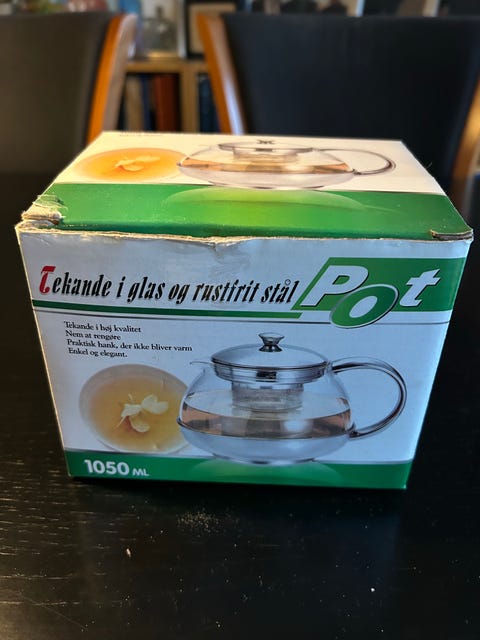 Tekande i glas og rustfrit stål
Pot
Tekande i høj kvalitet
Nem at rengøre
Praktisk hank, der ikke bliver varm
Enkel og elegant.
1050 ML